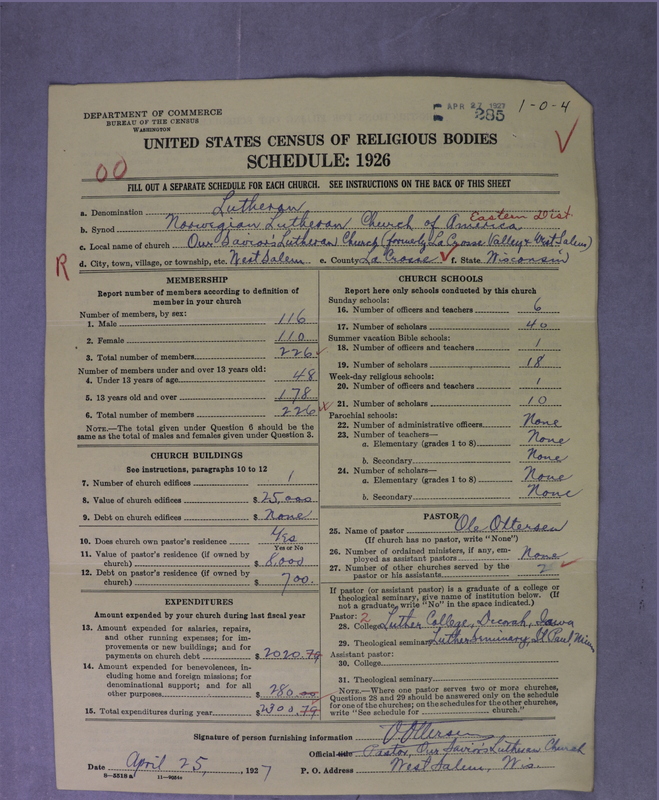 DEPARTMENT OF COMMERCE
BUREAU OF THE CENSUS
WASHINGTON
APR 27 1927
285
1-0-4
UNITED STATES CENSUS OF RELIGIOUS BODIES
SCHEDULE: 1926
00
FILL OUT A SEPARATE SCHEDULE FOR EACH CHURCH. SEE INSTRUCTIONS ON THE BACK OF THIS SHEET
a. Denomination Lutheran
b. Synod Norwegian Lutheran Church of America Eastern Dist.
c. Local name of church Our Savior's Lutheran Church (formerly La Crosse Valley & West Salem)
R d. City, town, village, or township, etc. West Salem e. County La Crosse f. State Wisconsin
MEMBERSHIP
Report number of members according to definition of
member in your church
Number of members, by sex:
1. Male 116
2. Female 110
3. Total number of members 226
Number of members under and over 13 years old:
4. Under 13 years of age 48
5. 13 years old and over 178
6. Total number of members 226
NOTE.—The total given under Question 6 should be the
same as the total of males and females given under Question 3.
CHURCH BUILDINGS
See instructions, paragraphs 10 to 12
7. Number of church edifices 1
8. Value of church edifices $ 25,000
9. Debt on church edifices $ None
10. Does church own pastor's residence? Yes
Yes or No
11. Value of pastor's residence (if owned by
church) $ 8,000
12. Debt on pastor's residence (if owned by
church) $ 700.
EXPENDITURES
Amount expended by your church during last fiscal year
13. Amount expended for salaries, repairs,
and other running expenses; for im-
provements or new buildings; and for
payments on church debt $ 2020.79
14. Amount expended for benevolences, in-
cluding home and foreign missions; for
denominational support; and for all
other purposes $ 280.00
15. Total expenditures during year $ 2300.79
CHURCH SCHOOLS
Report here only schools conducted by this church
Sunday schools:
16. Number of officers and teachers 6
17. Number of scholars 40
Summer vacation Bible schools:
18. Number of officers and teachers 1
19. Number of scholars 18
Week-day religious schools:
20. Number of officers and teachers 1
21. Number of scholars 10
Parochial schools:
22. Number of administrative officers None
23. Number of teachers—
a. Elementary (grades 1 to 8) None
b. Secondary None
24. Number of scholars—
a. Elementary (grades 1 to 8) None
b. Secondary None
PASTOR
25. Name of pastor Ole Ottersen
(If church has no pastor, write "None")
26. Number of ordained ministers, if any, em-
ployed as assistant pastors None
27. Number of other churches served by the
pastor or his assistants 2
If pastor (or assistant pastor) is a graduate of a college or
theological seminary, give name of institution below. (If
not a graduate, write "No" in the space indicated.)
Pastor: 2
28. College Luther College, Decorah, Iowa
29. Theological seminary Luther Seminary, St Paul, Minn
Assistant pastor:
30. College
31. Theological seminary
NOTE.—Where one pastor serves two or more churches,
Questions 28 and 29 should be answered only on the schedule
for one of the churches; on the schedules for the other churches,
write "See schedule for church."
Signature of person furnishing information O Ottersen
Official title Pastor, Our Savior's Lutheran Church
Date April 25, 1927 P. O. Address West Salem, Wis.
8—5518a 11—9554